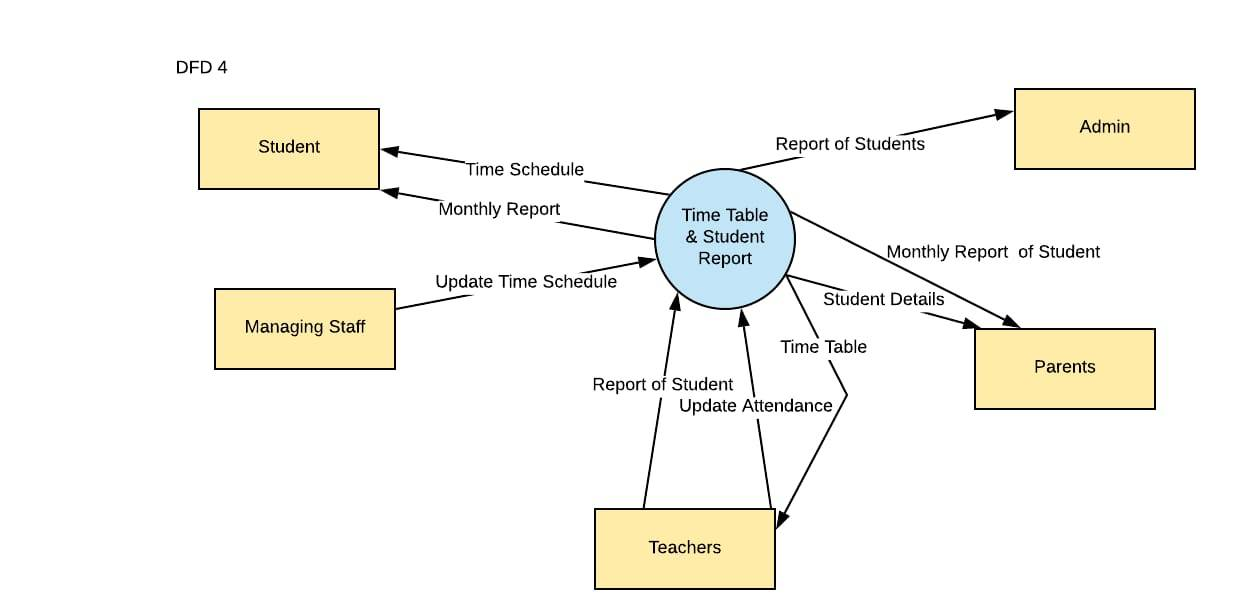 DFD 4
Admin
Report of Students
Student
Time Schedule
Monthly Report
Time Table
& Student
Report
Monthly Report  of Student
Update Time Schedule
Student Details
Managing Staff
Time Table
Parents
Report of Student
Update Attendance
Teachers